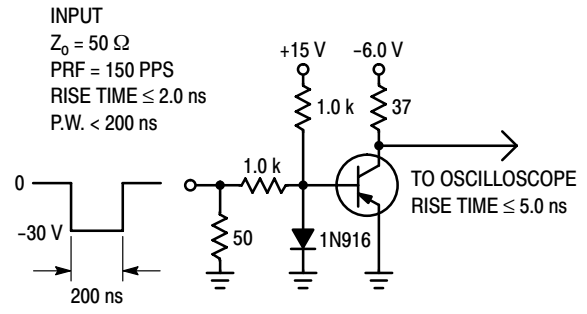 INPUT
Zo = 50 Ω
PRF = 150 PPS
RISE TIME ≤ 2.0 ns
P.W. < 200 ns
+15 V
−6.0 V
1.0 k
37
1.0 k
0
TO OSCILLOSCOPE
RISE TIME ≤ 5.0 ns
−30 V
50
1N916
200 ns